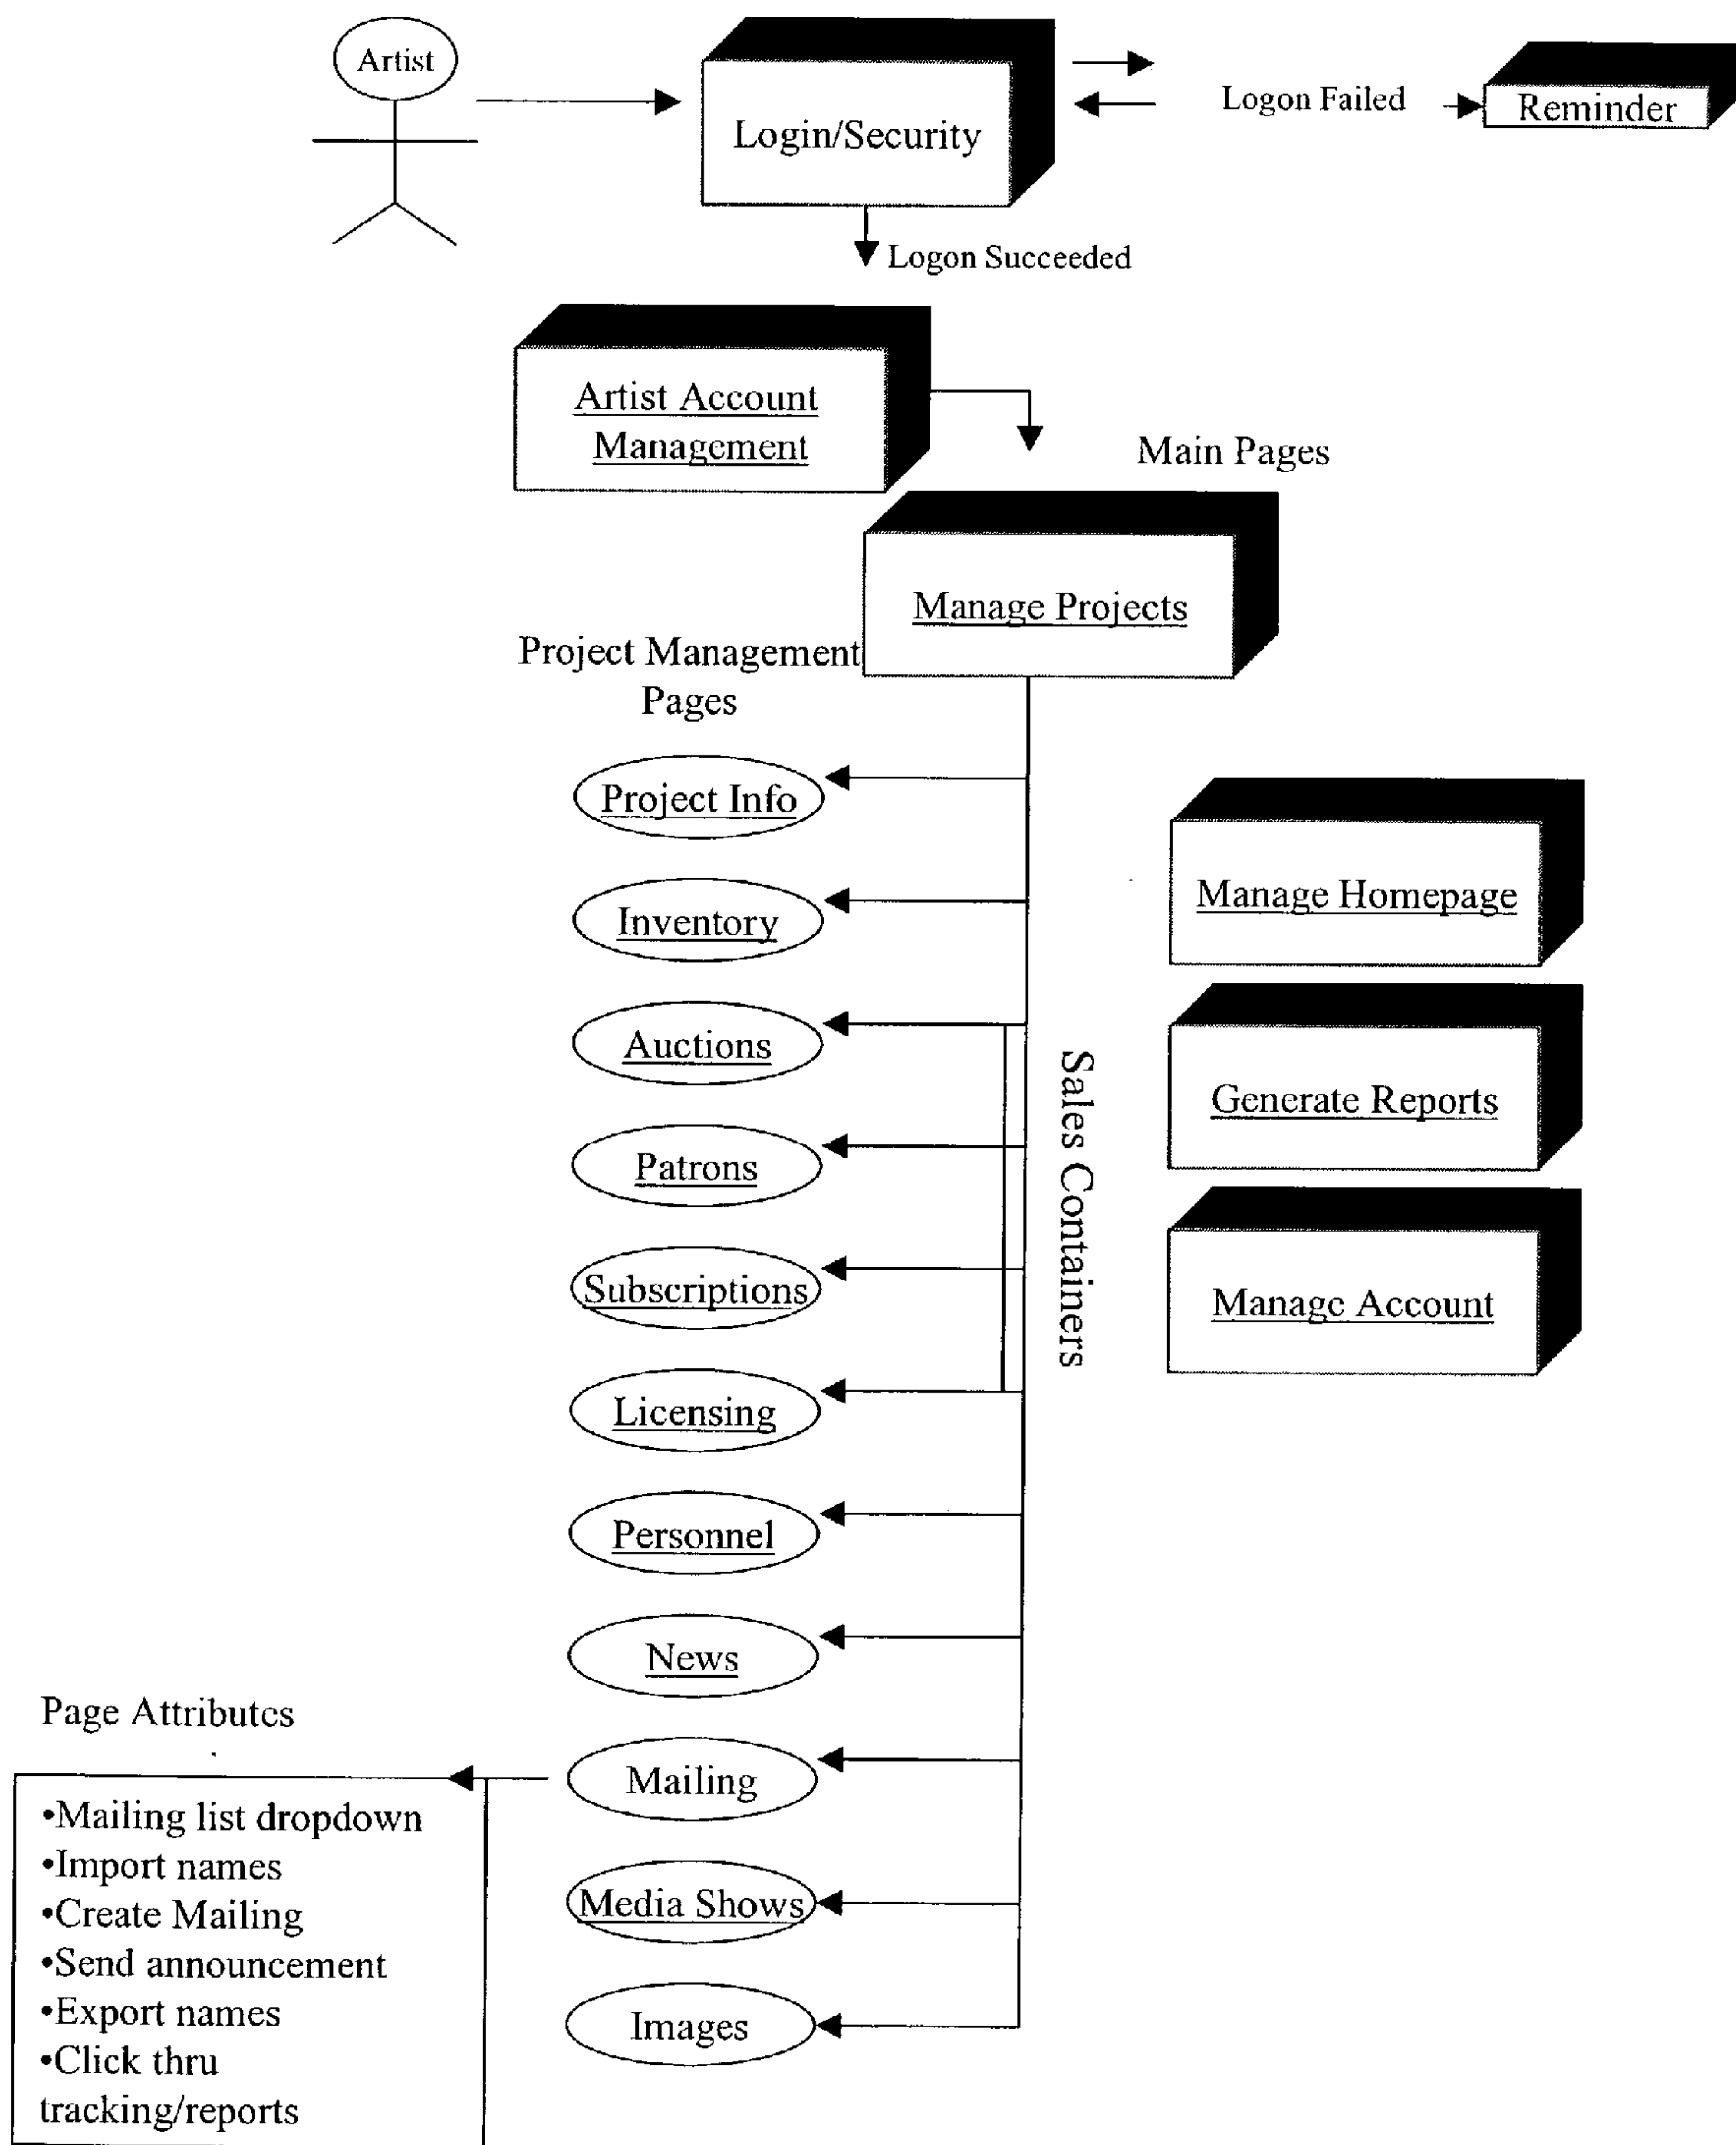 Artist
Login/Security
Logon Failed
Reminder
Logon Succeeded
Artist Account
Management
Main Pages
Manage Projects
Project Management
Pages
Project Info
Inventory
Auctions
Patrons
Subscriptions
Licensing
Personnel
News
Mailing
Media Shows
Images
Sales Containers
Manage Homepage
Generate Reports
Manage Account
Page Attributes
•Mailing list dropdown
•Import names
•Create Mailing
•Send announcement
•Export names
•Click thru
tracking/reports